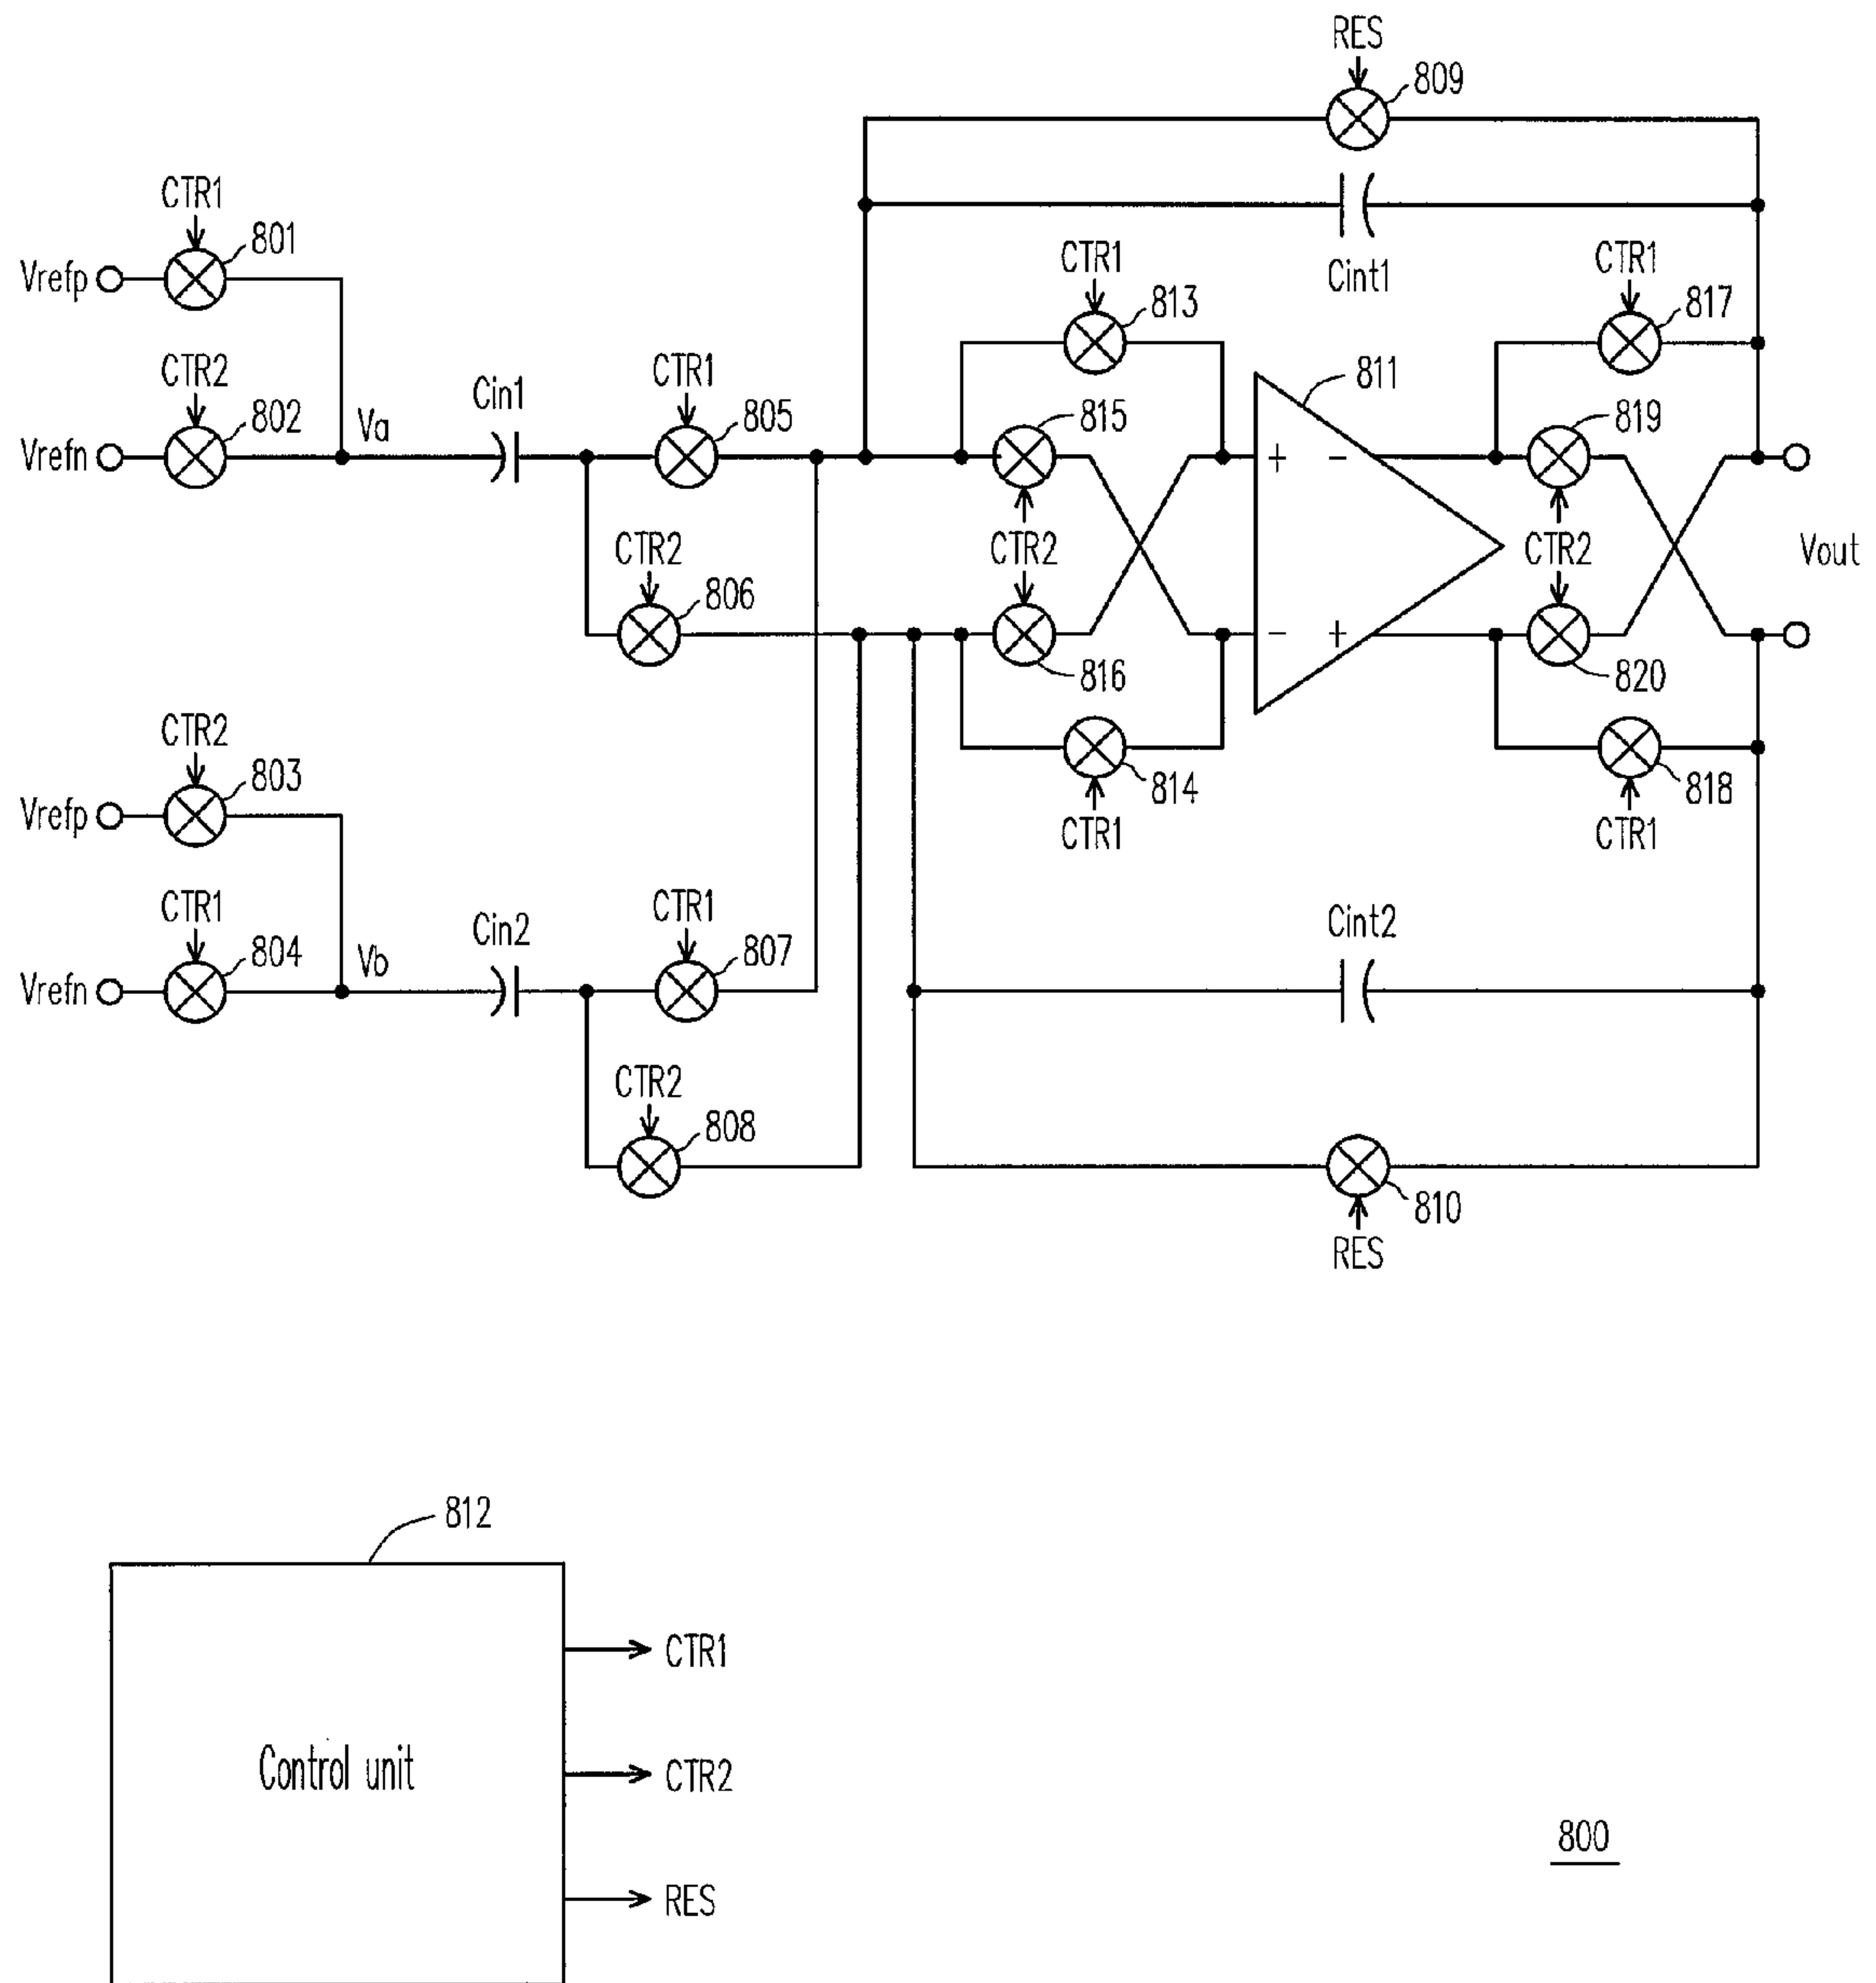 RES
809
CTR1
801
Vrefp
Cint1
CTR1
813
CTR1
817
CTR2
802
Vrefn
Va
Cin1
CTR1
805
815
811
819
+ -
CTR2
806
CTR2
CTR2
Vout
- +
816
820
CTR2
803
Vrefp
814
CTR1
818
CTR1
CTR1
804
Vrefn
Vb
Cin2
CTR1
807
Cint2
CTR2
808
810
RES
812
Control unit
CTR1
CTR2
RES
800